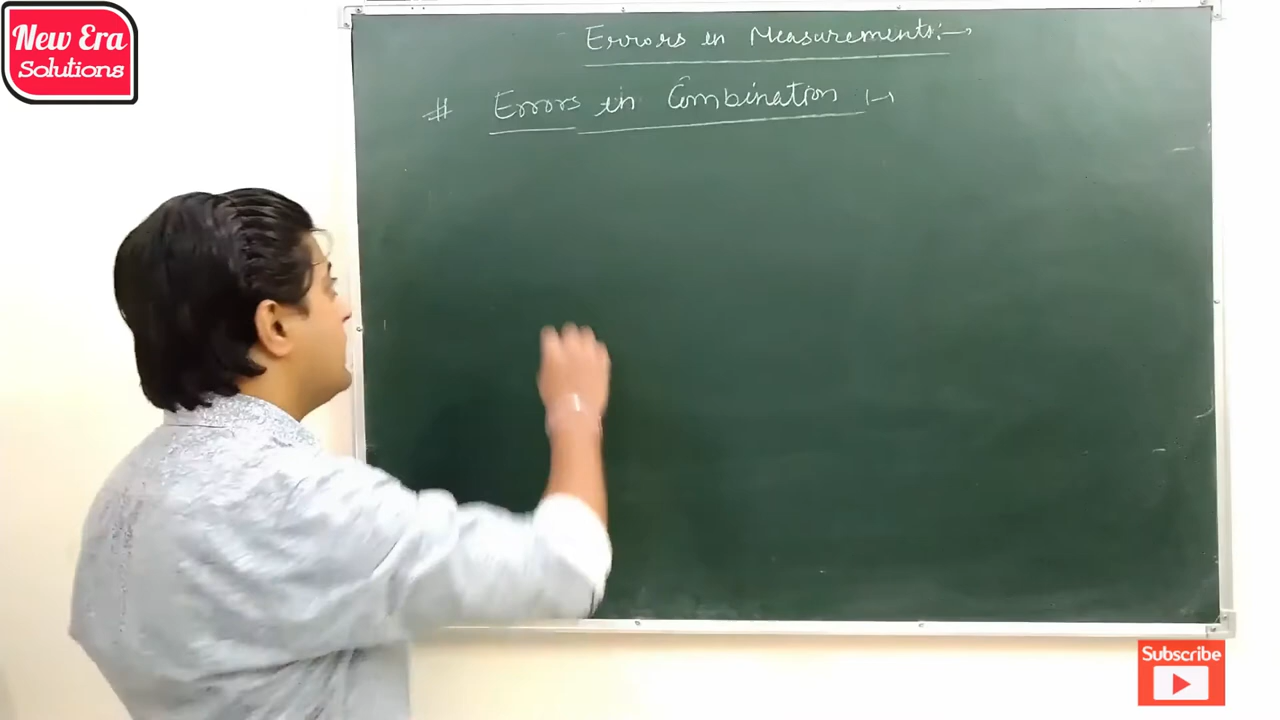 New Era
Solutions
Errors in Measurements:→
# Errors in Combination :→
Subscribe